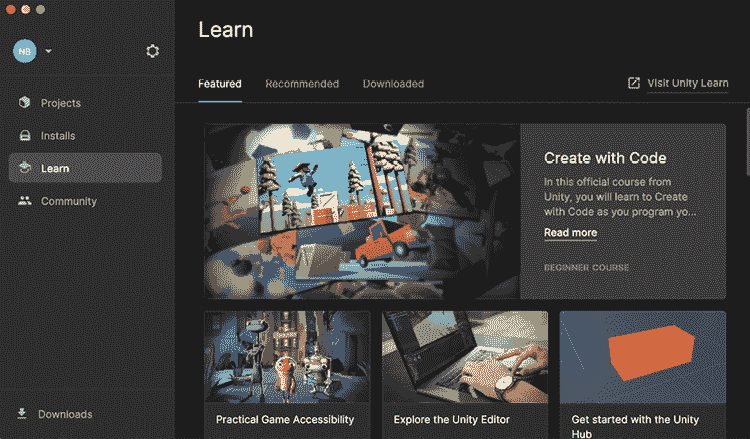 Learn
NB
Featured
Recommended
Downloaded
Visit Unity Learn
Projects
Installs
Learn
Community
Create with Code
In this official course from
Unity, you will learn to Create
with Code as you program yo...
Read more
BEGINNER COURSE
Practical Game Accessibility
Explore the Unity Editor
Get started with the Unity
Hub
Downloads